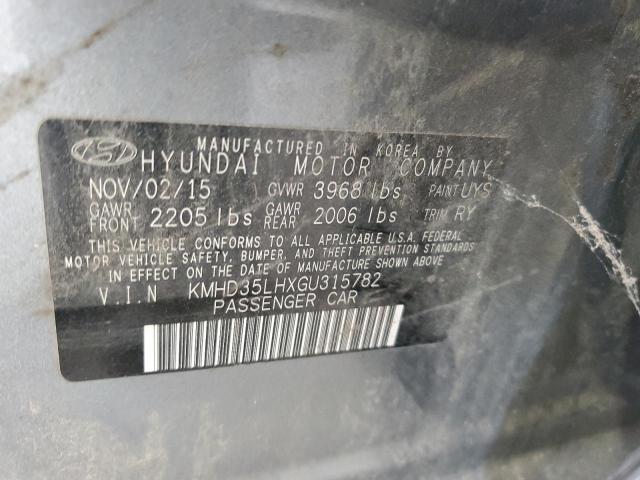 MANUFACTURED IN KOREA BY
HYUNDAI MOTOR COMPANY
NOV/02/15 GVWR 3968 lbs PAINT UYS
GAWR FRONT 2205 lbs GAWR REAR 2006 lbs TRIM RY
THIS VEHICLE CONFORMS TO ALL APPLICABLE U.S.A. FEDERAL
MOTOR VEHICLE SAFETY, BUMPER, AND THEFT PREVENTION STANDARDS
IN EFFECT ON THE DATE OF MANUFACTURE SHOWN ABOVE.
V.I.N KMHD35LHXGU315782
PASSENGER CAR